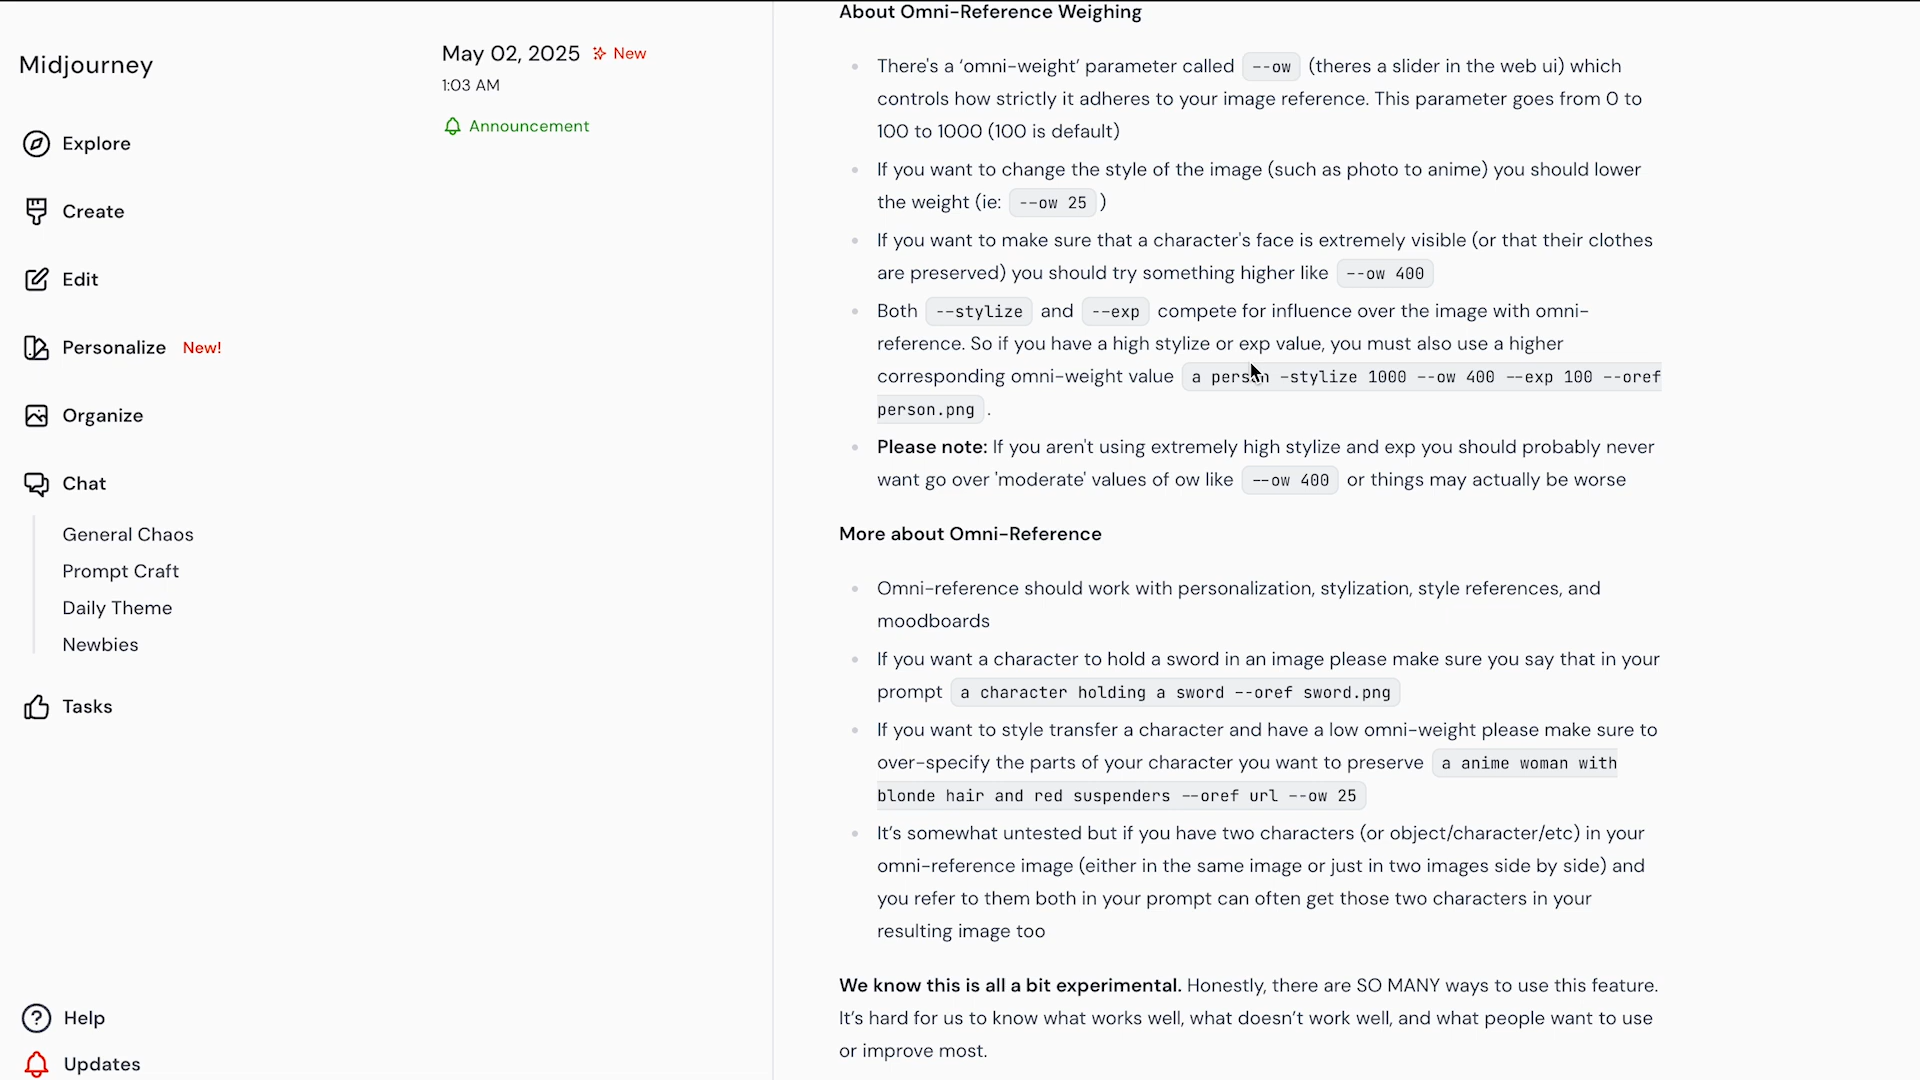 Midjourney
Explore
Create
Edit
Personalize New!
Organize
Chat
General Chaos
Prompt Craft
Daily Theme
Newbies
Tasks
Help
Updates
May 02, 2025 New
1:03 AM
Announcement
About Omni-Reference Weighing
There's a ‘omni-weight’ parameter called --ow (theres a slider in the web ui) which
controls how strictly it adheres to your image reference. This parameter goes from 0 to
100 to 1000 (100 is default)
If you want to change the style of the image (such as photo to anime) you should lower
the weight (ie: --ow 25 )
If you want to make sure that a character's face is extremely visible (or that their clothes
are preserved) you should try something higher like --ow 400
Both --stylize and --exp compete for influence over the image with omni-
reference. So if you have a high stylize or exp value, you must also use a higher
corresponding omni-weight value a person -stylize 1000 --ow 400 --exp 100 --oref
person.png .
Please note: If you aren't using extremely high stylize and exp you should probably never
want go over 'moderate' values of ow like --ow 400 or things may actually be worse
More about Omni-Reference
Omni-reference should work with personalization, stylization, style references, and
moodboards
If you want a character to hold a sword in an image please make sure you say that in your
prompt a character holding a sword --oref sword.png
If you want to style transfer a character and have a low omni-weight please make sure to
over-specify the parts of your character you want to preserve a anime woman with
blonde hair and red suspenders --oref url --ow 25
It’s somewhat untested but if you have two characters (or object/character/etc) in your
omni-reference image (either in the same image or just in two images side by side) and
you refer to them both in your prompt can often get those two characters in your
resulting image too
We know this is all a bit experimental. Honestly, there are SO MANY ways to use this feature.
It’s hard for us to know what works well, what doesn’t work well, and what people want to use
or improve most.